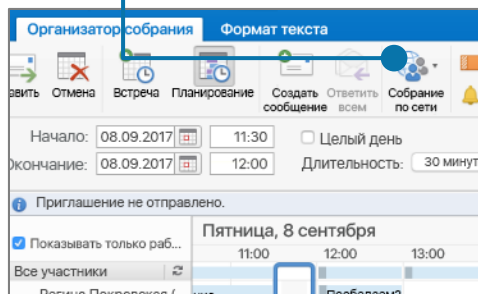 Организатор собрания Формат текста
Отмена Встреча Планирование Создать сообщение Ответить всем Собрание по сети
Начало: 08.09.2017 11:30 Целый день
08.09.2017 12:00 Длительность: 30 минут
Приглашение не отправлено.
Показывать только раб... Пятница, 8 сентября
11:00 12:00 13:00
Все участники